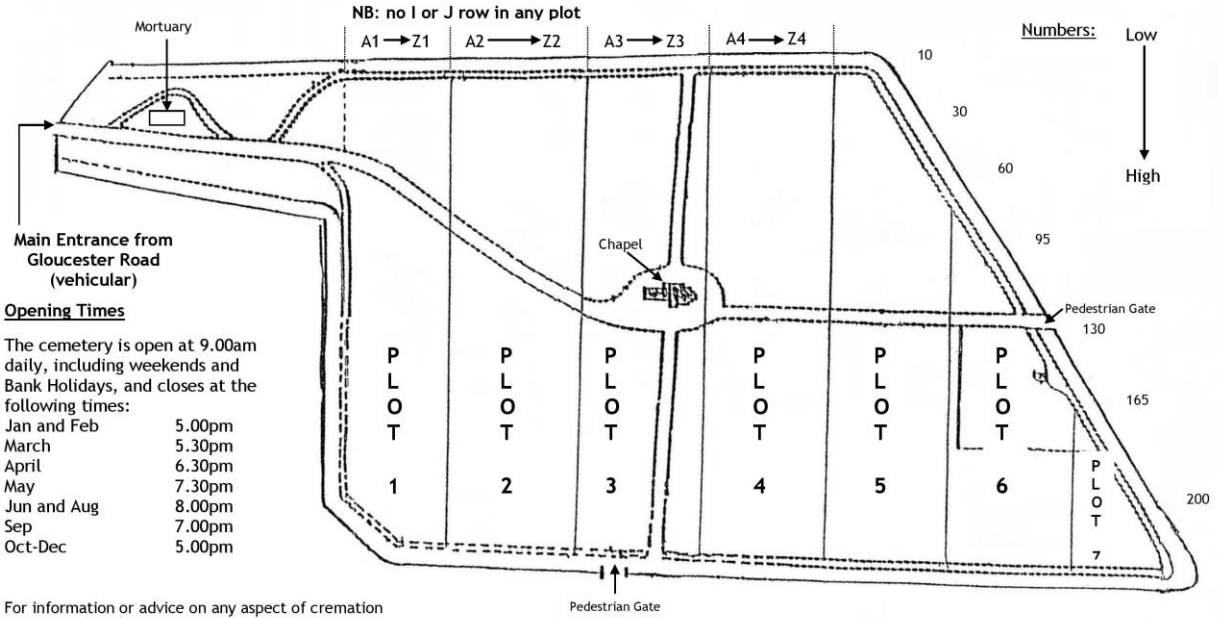 NB: no I or J row in any plot
Mortuary
A1 → Z1
A2 → Z2
A3 → Z3
A4 → Z4
Numbers:
Low
High
10
30
60
95
130
165
200
Main Entrance from
Gloucester Road
(vehicular)
Chapel
Pedestrian Gate
Opening Times
The cemetery is open at 9.00am
daily, including weekends and
Bank Holidays, and closes at the
following times:
Jan and Feb 5.00pm
March 5.30pm
April 6.30pm
May 7.30pm
Jun and Aug 8.00pm
Sep 7.00pm
Oct-Dec 5.00pm
PLOT 1
PLOT 2
PLOT 3
PLOT 4
PLOT 5
PLOT 6
PLOT 7
Pedestrian Gate
For information or advice on any aspect of cremation